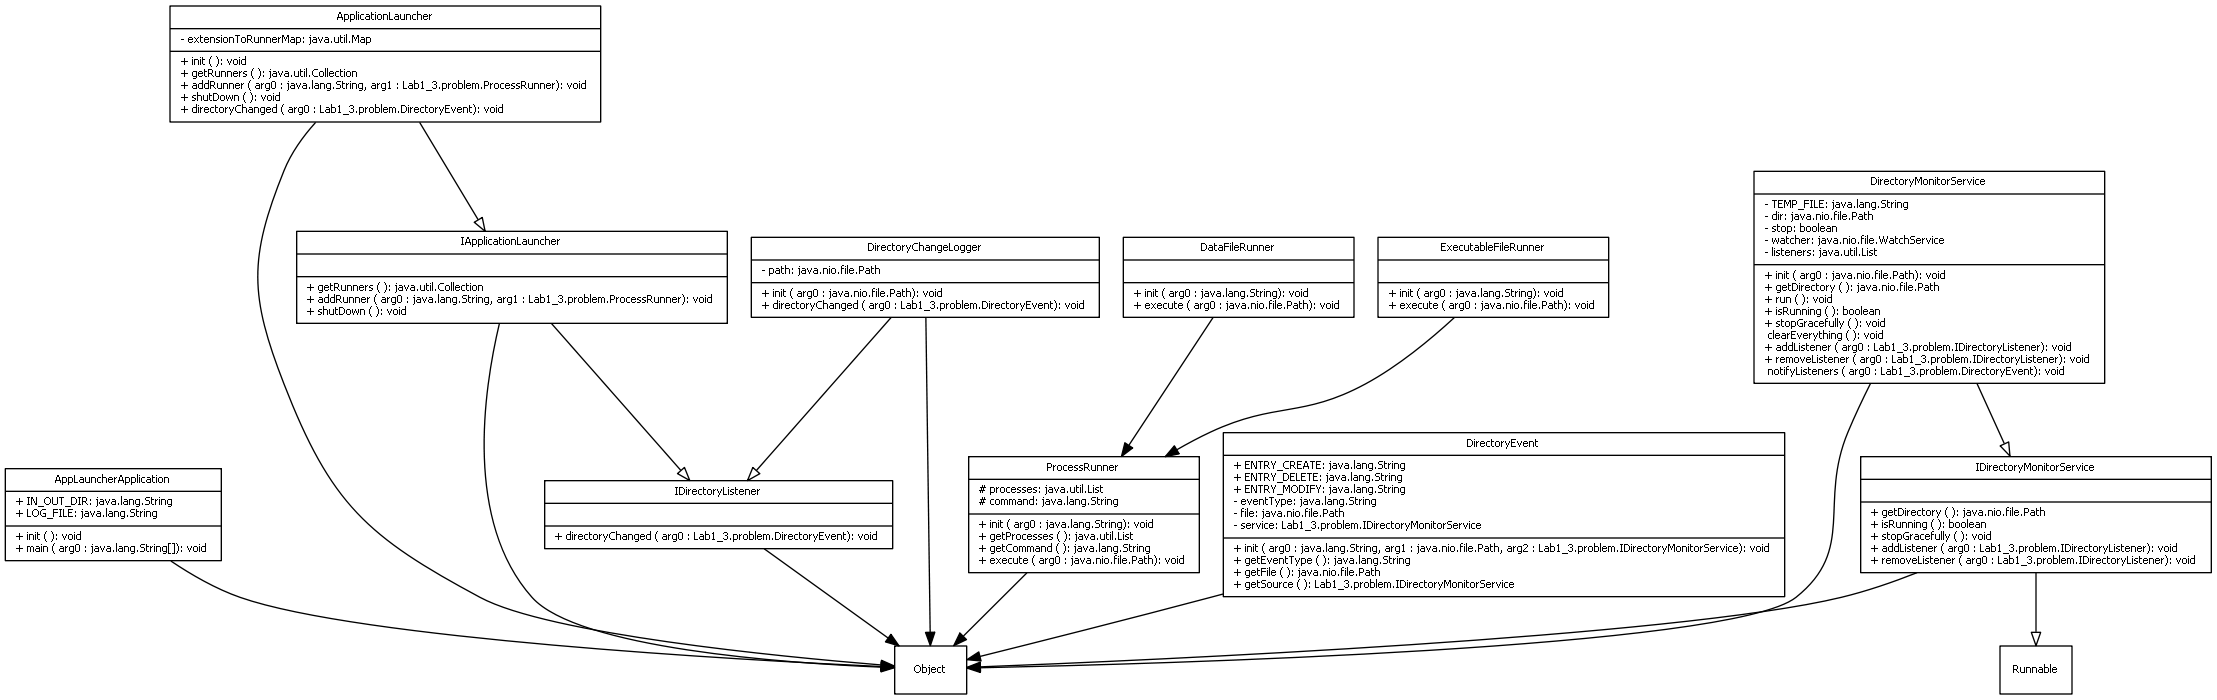 ApplicationLauncher
- extensionToRunnerMap: java.util.Map
+ init ( ): void
+ getRunners ( ): java.util.Collection
+ addRunner ( arg0 : java.lang.String, arg1 : Lab1_3.problem.ProcessRunner): void
+ shutDown ( ): void
+ directoryChanged ( arg0 : Lab1_3.problem.DirectoryEvent): void
DirectoryMonitorService
- TEMP_FILE: java.lang.String
- dir: java.nio.file.Path
- stop: boolean
- watcher: java.nio.file.WatchService
- listeners: java.util.List
+ init ( arg0 : java.nio.file.Path): void
+ getDirectory ( ): java.nio.file.Path
+ run ( ): void
+ isRunning ( ): boolean
+ stopGracefully ( ): void
clearEverything ( ): void
+ addListener ( arg0 : Lab1_3.problem.IDirectoryListener): void
+ removeListener ( arg0 : Lab1_3.problem.IDirectoryListener): void
notifyListeners ( arg0 : Lab1_3.problem.DirectoryEvent): void
IApplicationLauncher
+ getRunners ( ): java.util.Collection
+ addRunner ( arg0 : java.lang.String, arg1 : Lab1_3.problem.ProcessRunner): void
+ shutDown ( ): void
DirectoryChangeLogger
- path: java.nio.file.Path
+ init ( arg0 : java.nio.file.Path): void
+ directoryChanged ( arg0 : Lab1_3.problem.DirectoryEvent): void
DataFileRunner
+ init ( arg0 : java.lang.String): void
+ execute ( arg0 : java.nio.file.Path): void
ExecutableFileRunner
+ init ( arg0 : java.lang.String): void
+ execute ( arg0 : java.nio.file.Path): void
AppLauncherApplication
+ IN_OUT_DIR: java.lang.String
+ LOG_FILE: java.lang.String
+ init ( ): void
+ main ( arg0 : java.lang.String[]): void
IDirectoryListener
+ directoryChanged ( arg0 : Lab1_3.problem.DirectoryEvent): void
ProcessRunner
# processes: java.util.List
# command: java.lang.String
+ init ( arg0 : java.lang.String): void
+ getProcesses ( ): java.util.List
+ getCommand ( ): java.lang.String
+ execute ( arg0 : java.nio.file.Path): void
DirectoryEvent
+ ENTRY_CREATE: java.lang.String
+ ENTRY_DELETE: java.lang.String
+ ENTRY_MODIFY: java.lang.String
- eventType: java.lang.String
- file: java.nio.file.Path
- service: Lab1_3.problem.IDirectoryMonitorService
+ init ( arg0 : java.lang.String, arg1 : java.nio.file.Path, arg2 : Lab1_3.problem.IDirectoryMonitorService): void
+ getEventType ( ): java.lang.String
+ getFile ( ): java.nio.file.Path
+ getSource ( ): Lab1_3.problem.IDirectoryMonitorService
IDirectoryMonitorService
+ getDirectory ( ): java.nio.file.Path
+ isRunning ( ): boolean
+ stopGracefully ( ): void
+ addListener ( arg0 : Lab1_3.problem.IDirectoryListener): void
+ removeListener ( arg0 : Lab1_3.problem.IDirectoryListener): void
Object
Runnable